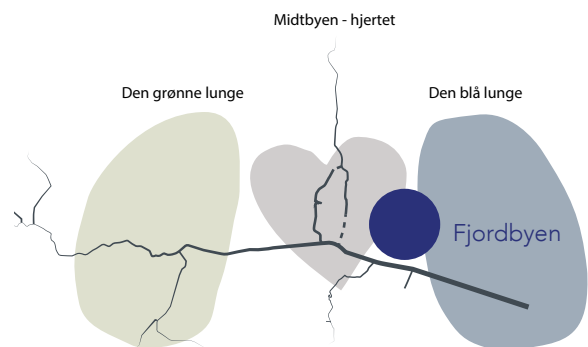 Midtbyen - hjertet
Den grønne lunge
Den blå lunge
Fjordbyen